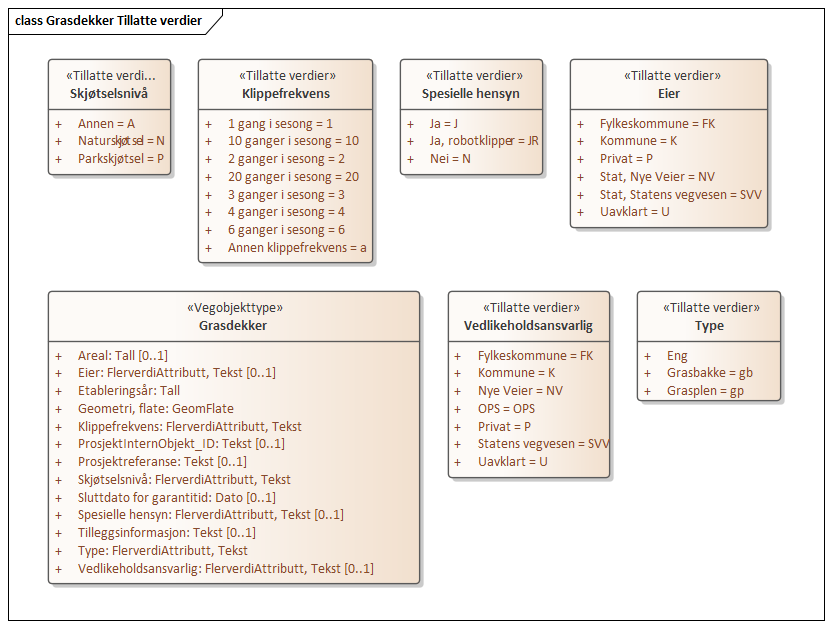 class Grasdekker Tillatte verdier
«Tillatte verdi...
Skjøtselsnivå
+ Annen = A
+ Naturskjøtsel = N
+ Parkskjøtsel = P
«Tillatte verdier»
Klippefrekvens
+ 1 gang i sesong = 1
+ 10 ganger i sesong = 10
+ 2 ganger i sesong = 2
+ 20 ganger i sesong = 20
+ 3 ganger i sesong = 3
+ 4 ganger i sesong = 4
+ 6 ganger i sesong = 6
+ Annen klippefrekvens = a
«Tillatte verdier»
Spesielle hensyn
+ Ja = J
+ Ja, robotklipper = JR
+ Nei = N
«Tillatte verdier»
Eier
+ Fylkeskommune = FK
+ Kommune = K
+ Privat = P
+ Stat, Nye Veier = NV
+ Stat, Statens vegvesen = SVV
+ Uavklart = U
«Vegobjekttype»
Grasdekker
+ Areal: Tall [0..1]
+ Eier: FlerverdiAttributt, Tekst [0..1]
+ Etableringsår: Tall
+ Geometri, flate: GeomFlate
+ Klippefrekvens: FlerverdiAttributt, Tekst
+ ProsjektInternObjekt_ID: Tekst [0..1]
+ Prosjektreferanse: Tekst [0..1]
+ Skjøtselsnivå: FlerverdiAttributt, Tekst
+ Sluttdato for garantitid: Dato [0..1]
+ Spesielle hensyn: FlerverdiAttributt, Tekst [0..1]
+ Tilleggsinformasjon: Tekst [0..1]
+ Type: FlerverdiAttributt, Tekst
+ Vedlikeholdsansvarlig: FlerverdiAttributt, Tekst [0..1]
«Tillatte verdier»
Vedlikeholdsansvarlig
+ Fylkeskommune = FK
+ Kommune = K
+ Nye Veier = NV
+ OPS = OPS
+ Privat = P
+ Statens vegvesen = SVV
+ Uavklart = U
«Tillatte verdier»
Type
+ Eng
+ Grasbakke = gb
+ Grasplen = gp